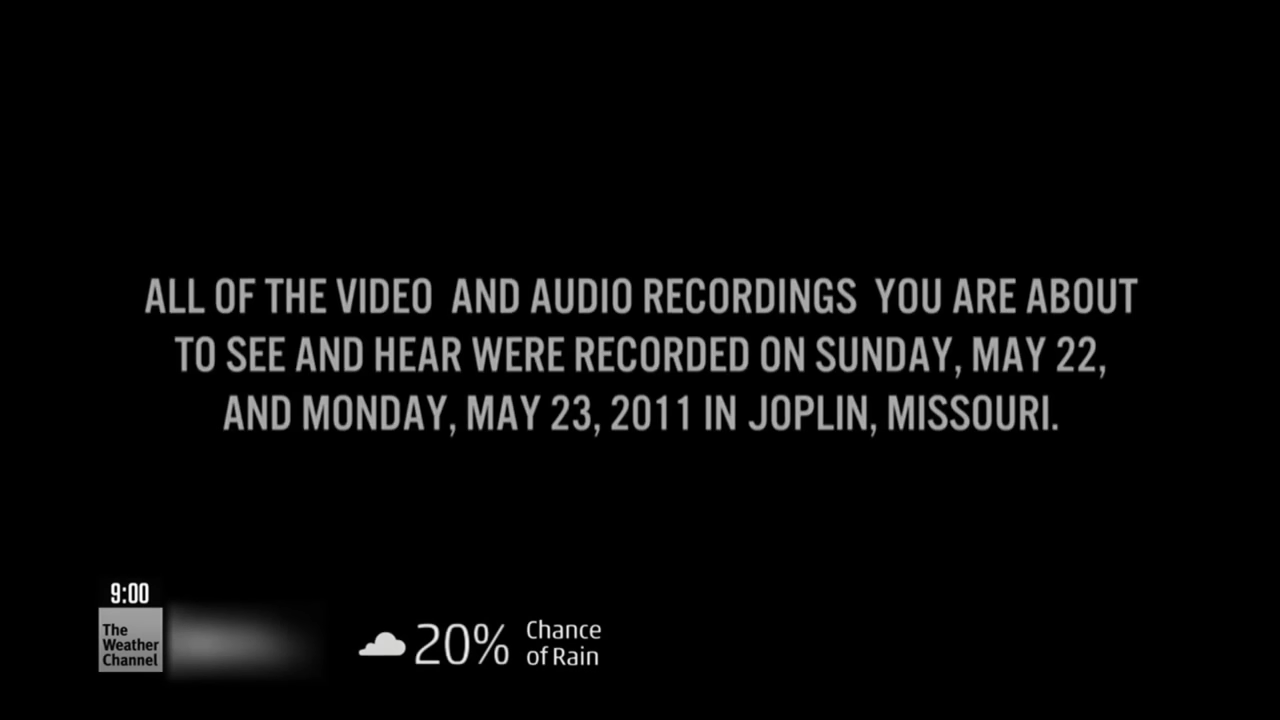 ALL OF THE VIDEO AND AUDIO RECORDINGS YOU ARE ABOUT
TO SEE AND HEAR WERE RECORDED ON SUNDAY, MAY 22,
AND MONDAY, MAY 23, 2011 IN JOPLIN, MISSOURI.
9:00
The
Weather
Channel
20%
Chance
of Rain